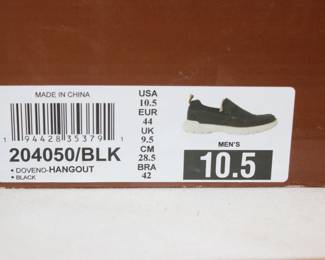 MADE IN CHINA
1 94428 35379 1
204050/BLK
• DOVENO-HANGOUT
• BLACK
USA
10.5
EUR
44
UK
9.5
CM
28.5
BRA
42
MEN'S
10.5